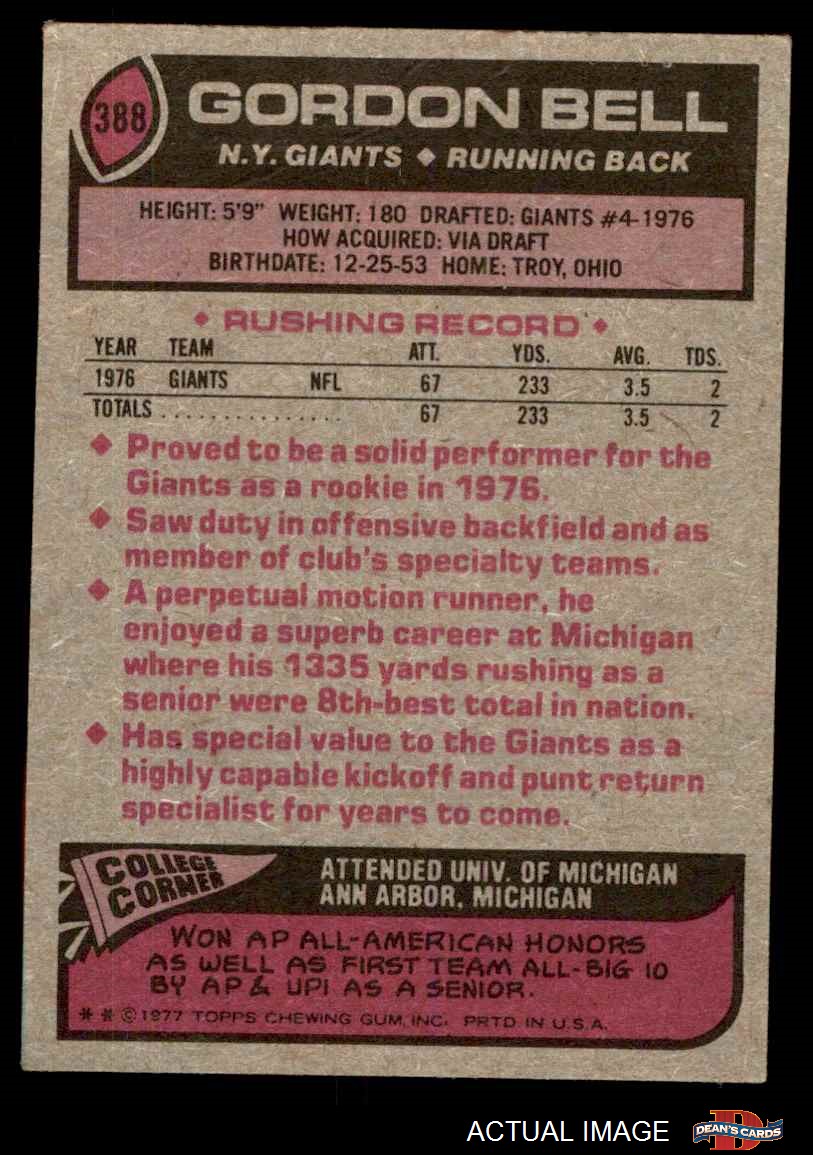 388
GORDON BELL
N.Y. GIANTS ♦ RUNNING BACK
HEIGHT: 5'9" WEIGHT: 180 DRAFTED: GIANTS #4-1976
HOW ACQUIRED: VIA DRAFT
BIRTHDATE: 12-25-53 HOME: TROY, OHIO
♦ RUSHING RECORD ♦
YEAR TEAM ATT. YDS. AVG. TDS.
1976 GIANTS NFL 67 233 3.5 2
TOTALS ................ 67 233 3.5 2
♦ Proved to be a solid performer for the
Giants as a rookie in 1976.
♦ Saw duty in offensive backfield and as
member of club's specialty teams.
♦ A perpetual motion runner, he
enjoyed a superb career at Michigan
where his 1335 yards rushing as a
senior were 8th-best total in nation.
♦ Has special value to the Giants as a
highly capable kickoff and punt return
specialist for years to come.
COLLEGE
CORNER
ATTENDED UNIV. OF MICHIGAN
ANN ARBOR, MICHIGAN
WON AP ALL-AMERICAN HONORS
AS WELL AS FIRST TEAM ALL-BIG 10
BY AP & UPI AS A SENIOR.
* * © 1977 TOPPS CHEWING GUM, INC. PRTD IN U.S.A.
ACTUAL IMAGE
D
DEAN'S CARDS